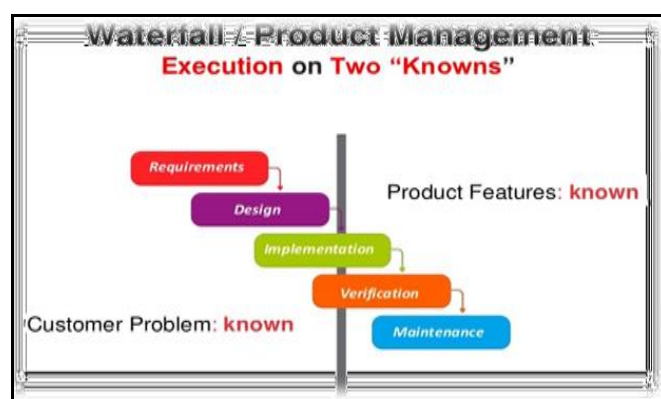 Waterfall / Product Management
Execution on Two “Knowns”
Requirements
Product Features: known
Design
Implementation
Verification
Customer Problem: known
Maintenance